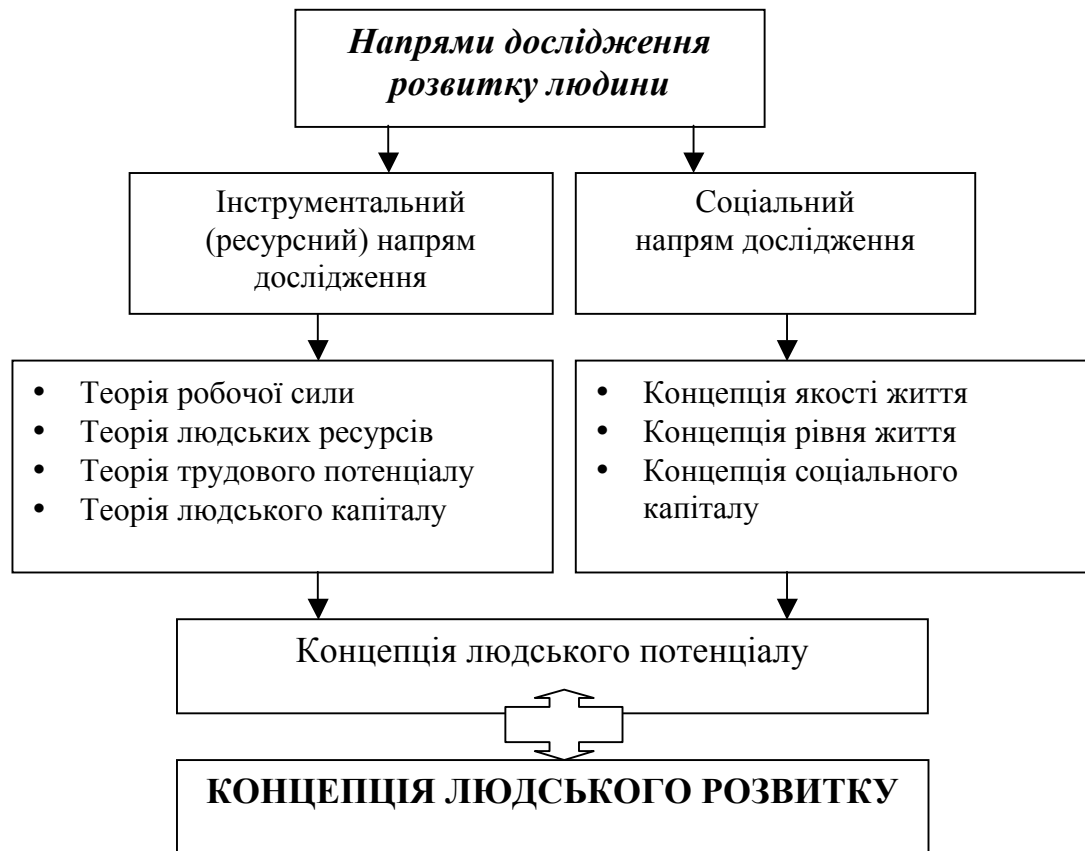 Напрями дослідження
розвитку людини
Інструментальний
(ресурсний) напрям
дослідження
Соціальний
напрям дослідження
• Теорія робочої сили
• Теорія людських ресурсів
• Теорія трудового потенціалу
• Теорія людського капіталу
• Концепція якості життя
• Концепція рівня життя
• Концепція соціального
капіталу
Концепція людського потенціалу
КОНЦЕПЦІЯ ЛЮДСЬКОГО РОЗВИТКУ